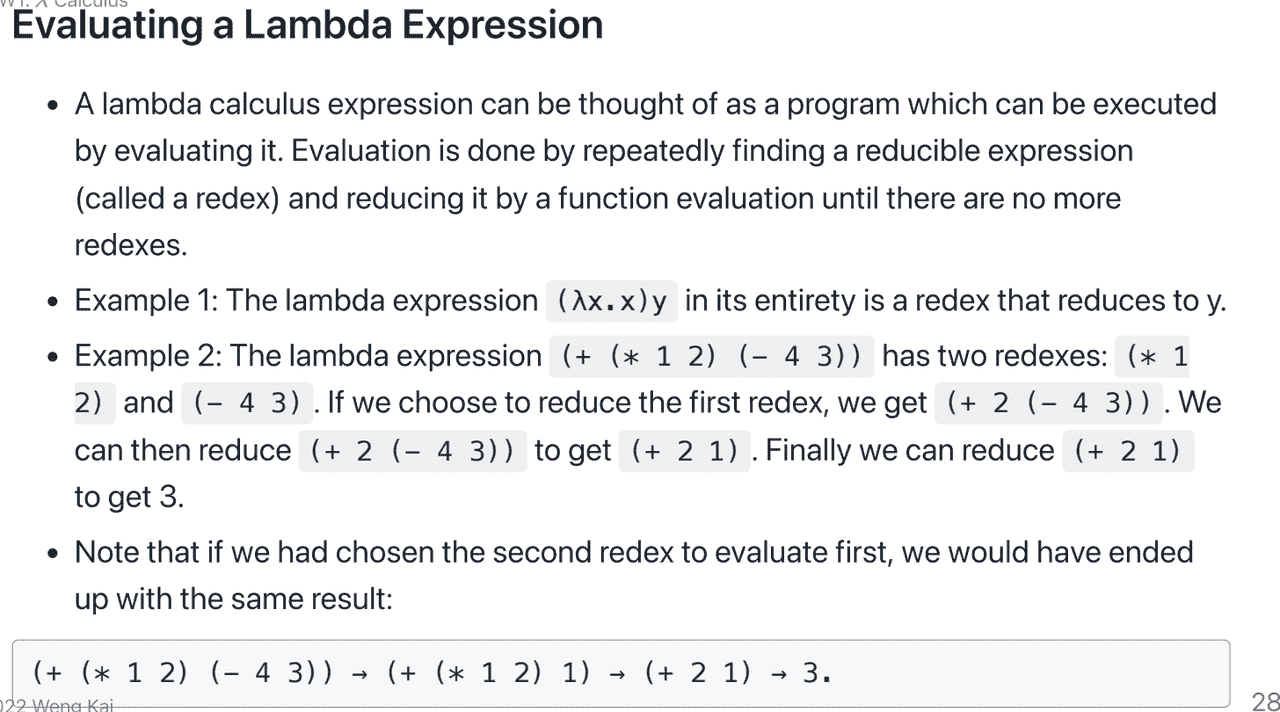 W1: λ Calculus
Evaluating a Lambda Expression
• A lambda calculus expression can be thought of as a program which can be executed
by evaluating it. Evaluation is done by repeatedly finding a reducible expression
(called a redex) and reducing it by a function evaluation until there are no more
redexes.
• Example 1: The lambda expression (λx.x)y in its entirety is a redex that reduces to y.
• Example 2: The lambda expression (+ (* 1 2) (− 4 3)) has two redexes: (* 1
2) and (− 4 3) . If we choose to reduce the first redex, we get (+ 2 (− 4 3)) . We
can then reduce (+ 2 (− 4 3)) to get (+ 2 1) . Finally we can reduce (+ 2 1)
to get 3.
• Note that if we had chosen the second redex to evaluate first, we would have ended
up with the same result:
(+ (* 1 2) (− 4 3)) → (+ (* 1 2) 1) → (+ 2 1) → 3.
022 Weng Kai
28